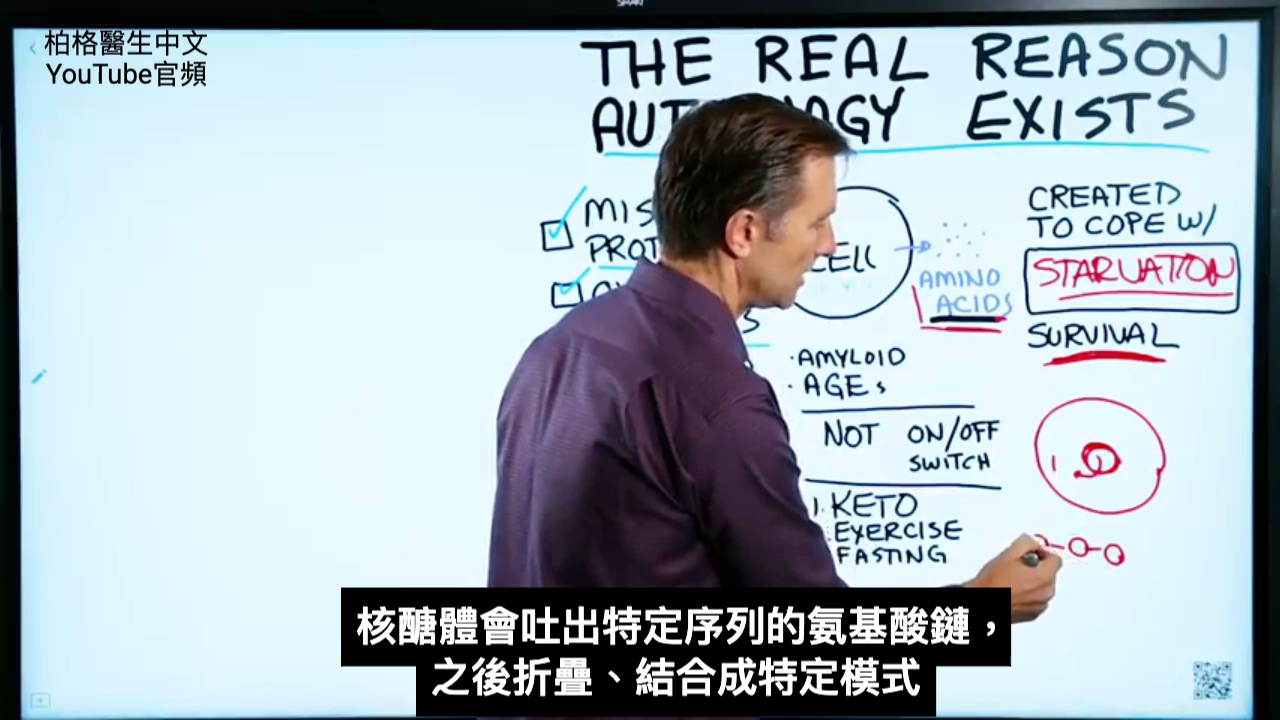 SMART
柏格醫生中文
YouTube官頻
THE REAL REASON
EXISTS
CREATED
TO COPE W/
STARVATION
SURVIVAL
CELL
AMINO
ACIDS
· AMYLOID
· AGEs
NOT ON/OFF
SWITCH
1. KETO
EXERCISE
FASTING
核醣體會吐出特定序列的氨基酸鏈，
之後折疊、結合成特定模式